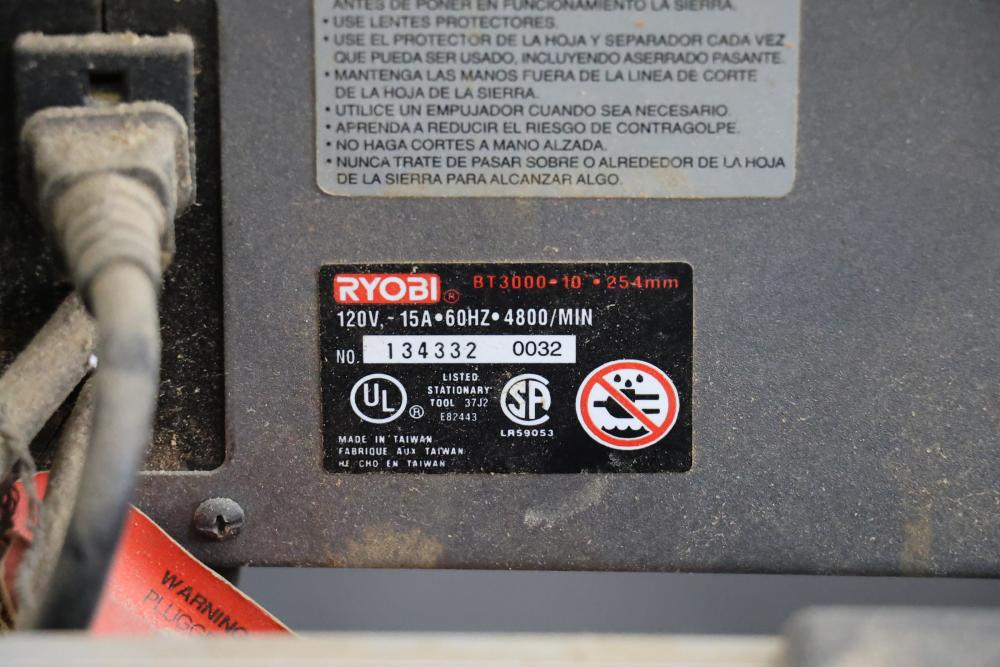 ANTES DE PONER EN FUNCIONAMIENTO LA SIERRA.
• USE LENTES PROTECTORES.
• USE EL PROTECTOR DE LA HOJA Y SEPARADOR CADA VEZ
QUE PUEDA SER USADO, INCLUYENDO ASERRADO PASANTE.
• MANTENGA LAS MANOS FUERA DE LA LINEA DE CORTE
DE LA HOJA DE LA SIERRA.
• UTILICE UN EMPUJADOR CUANDO SEA NECESARIO.
• APRENDA A REDUCIR EL RIESGO DE CONTRAGOLPE.
• NO HAGA CORTES A MANO ALZADA.
• NUNCA TRATE DE PASAR SOBRE O ALREDEDOR DE LA HOJA
DE LA SIERRA PARA ALCANZAR ALGO.
RYOBI ® BT3000•10"•254mm
120V.~15A•60HZ•4800/MIN
NO. 134332 0032
UL ®
LISTED
STATIONARY
TOOL 37J2
E82443
SA
LR59053
MADE IN TAIWAN
FABRIQUE AUX TAIWAN
HECHO EN TAIWAN
WARNING